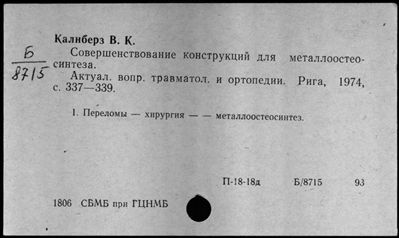 Калнберз В. К.
Б
8715
Совершенствование конструкций для металлоостео-
синтеза.
Актуал. вопр. травматол. и ортопедии. Рига, 1974,
с. 337—339.
1. Переломы — хирургия — — металлоостеосинтез.
П-18-18д Б/8715 93
1806 СБМБ при ГЦНМБ